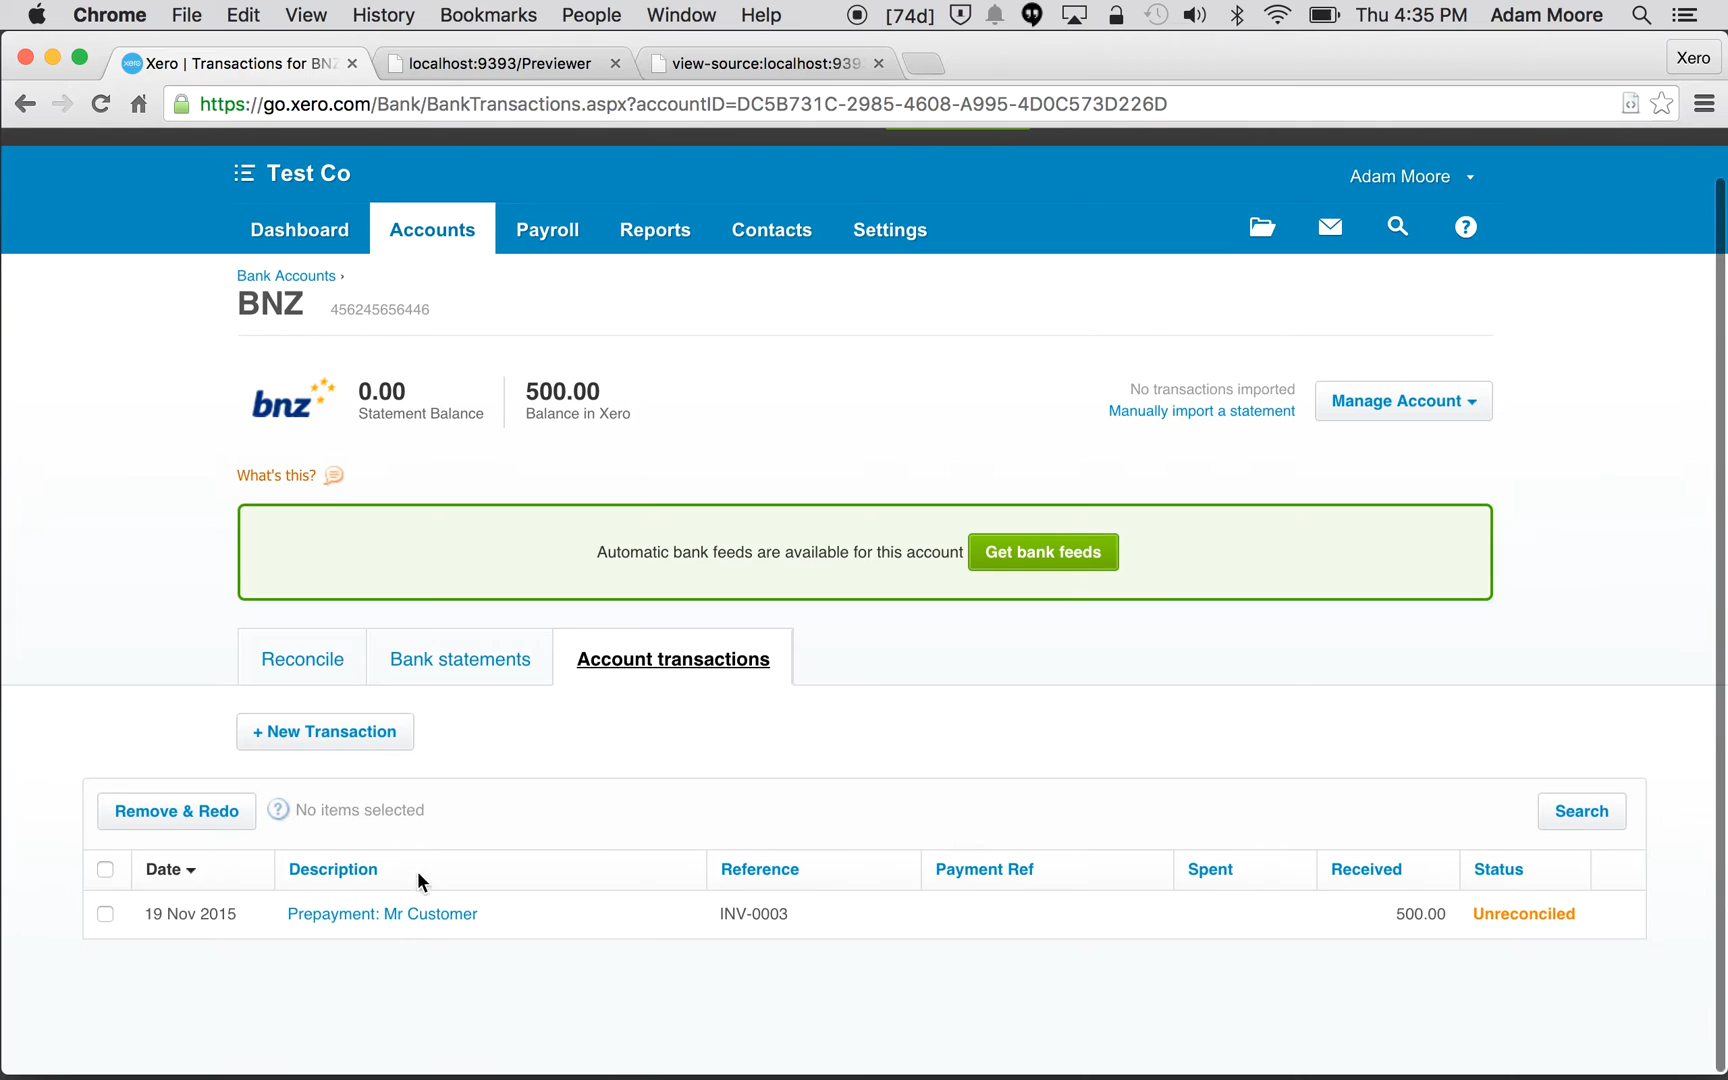 Chrome File Edit View History Bookmarks People Window Help [74d] Thu 4:35 PM Adam Moore
xero Xero | Transactions for BNZ localhost:9393/Previewer view-source:localhost:939 Xero
https://go.xero.com/Bank/BankTransactions.aspx?accountID=DC5B731C-2985-4608-A995-4D0C573D226D
Test Co Adam Moore
Dashboard Accounts Payroll Reports Contacts Settings ?
Bank Accounts ›
BNZ 456245656446
bnz 0.00 500.00 No transactions imported Manage Account
Statement Balance Balance in Xero Manually import a statement
What's this?
Automatic bank feeds are available for this account Get bank feeds
Reconcile Bank statements Account transactions
+ New Transaction
Remove & Redo ? No items selected Search
Date Description Reference Payment Ref Spent Received Status
19 Nov 2015 Prepayment: Mr Customer INV-0003 500.00 Unreconciled